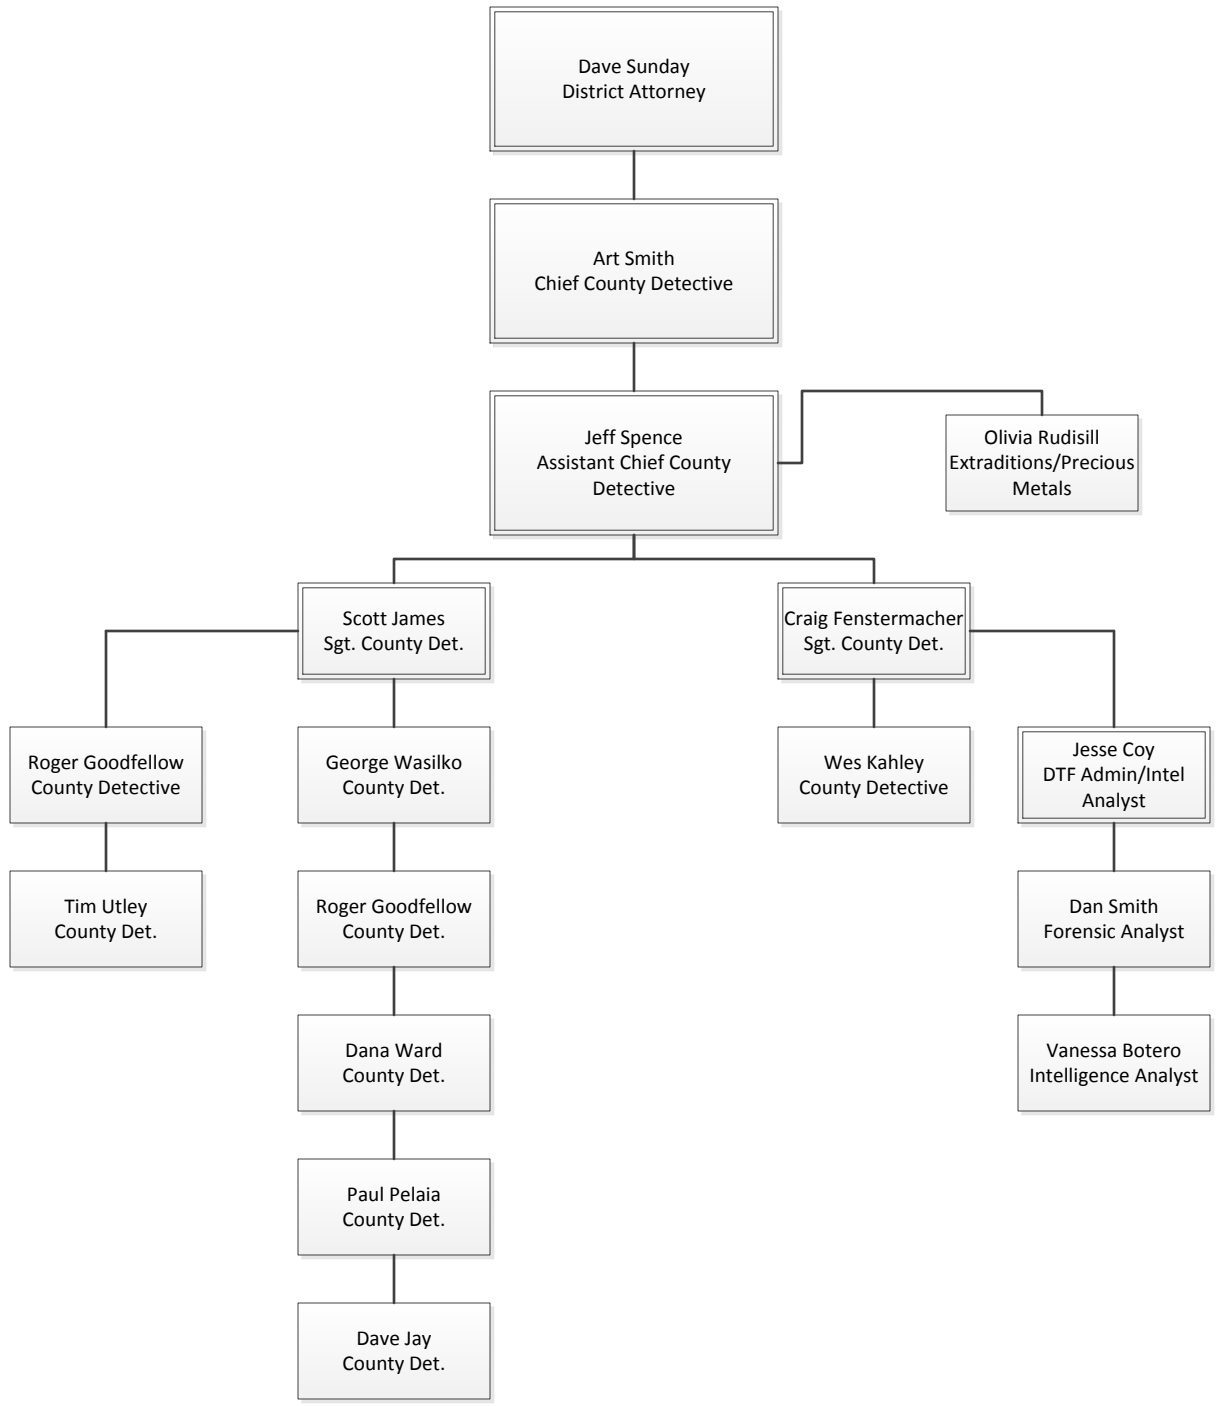 Dave Sunday
District Attorney
Art Smith
Chief County Detective
Jeff Spence
Assistant Chief County
Detective
Olivia Rudisill
Extraditions/Precious
Metals
Scott James
Sgt. County Det.
Craig Fenstermacher
Sgt. County Det.
Roger Goodfellow
County Detective
George Wasilko
County Det.
Wes Kahley
County Detective
Jesse Coy
DTF Admin/Intel
Analyst
Tim Utley
County Det.
Roger Goodfellow
County Det.
Dan Smith
Forensic Analyst
Dana Ward
County Det.
Vanessa Botero
Intelligence Analyst
Paul Pelaia
County Det.
Dave Jay
County Det.